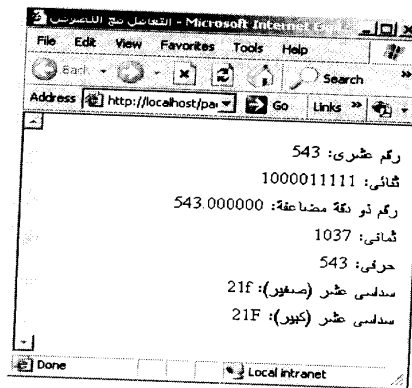 التعامل مع النصوص - Microsoft Internet
File Edit View Favorites Tools Help
Back Search
Address http://localhost/pa Go Links
رقم عشرى: 543
ثنائى: 1000011111
رقم ذو دقة مضاعفة: 543.000000
ثمانى: 1037
حرفى: 543
سداسى عشر (صغير): 21f
سداسى عشر (كبير): 21F
Done Local intranet